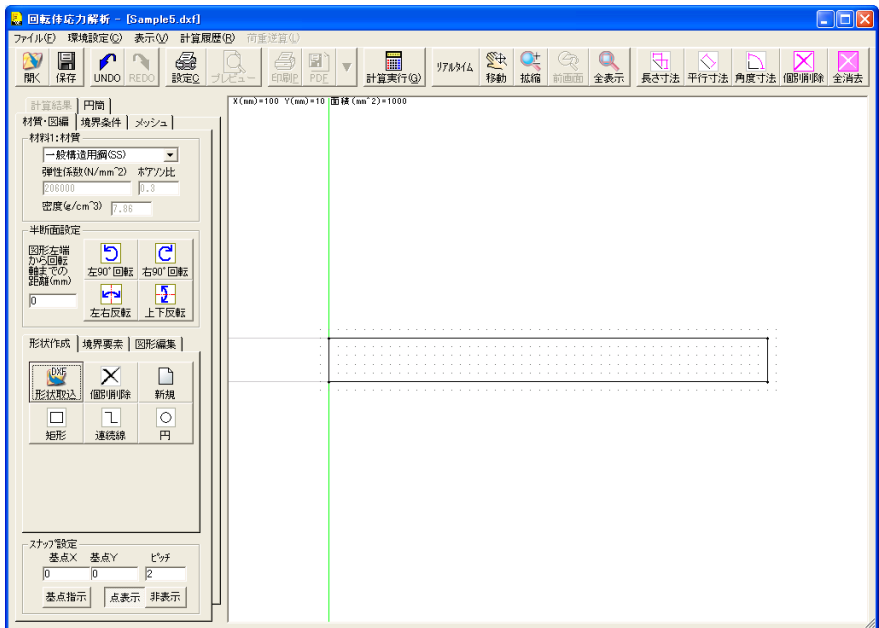 回転体応力解析 - [Sample5.dxf]
ファイル(F) 環境設定(C) 表示(V) 計算履歴(R) 荷重逆算(L)
開く 保存 UNDO REDO 設定C プレビュー 印刷P PDF ▼ 計算実行(G) リアルタイム 移動 拡縮 前画面 全表示 長さ寸法 平行寸法 角度寸法 個別削除 全消去
X(mm)=100 Y(mm)=10 面積(mm^2)=1000
計算結果 円筒
材質・図編 境界条件 メッシュ
材料1:材質
一般構造用鋼(SS)
弾性係数(N/mm^2) ポアソン比
206000 0.3
密度(g/cm^3) 7.86
半断面設定
図形左端
から回転
軸までの
距離(mm)
0
左90°回転 右90°回転
左右反転 上下反転
形状作成 境界要素 図形編集
DXF
形状取込 個別削除 新規
矩形 連続線 円
スナップ設定
基点X 基点Y ピッチ
0 0 2
基点指示 点表示 非表示